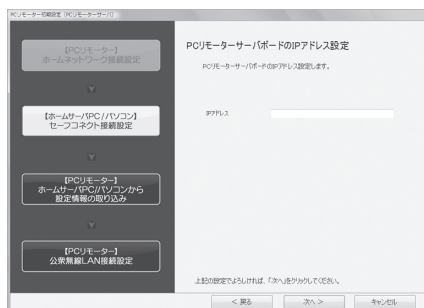 PCリモーター初期設定 (PCリモーターサーバ)
【PCリモーター】
ホームネットワーク接続設定
【ホームサーバPC/パソコン】
セーフコネクト接続設定
【PCリモーター】
ホームサーバPC/パソコンから
設定情報の取り込み
【PCリモーター】
公衆無線LAN接続設定
PCリモーターサーバボードのIPアドレス設定
PCリモーターサーバボードのIPアドレス設定します。
IPアドレス
上記の設定でよろしければ、「次へ」をクリックしてください。
< 戻る
次へ >
キャンセル